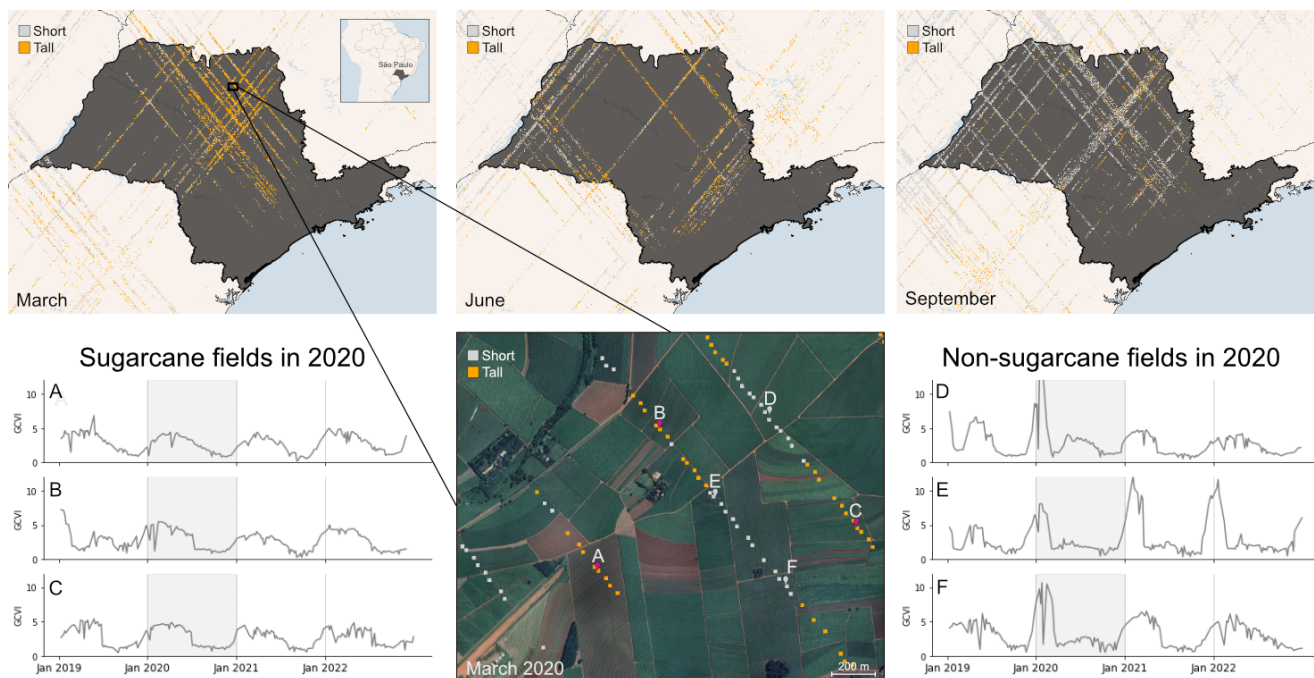 Short
Tall
São Paulo
March
Short
Tall
June
Short
Tall
September
Sugarcane fields in 2020
A
A
GCVI
10
5
0
B
GCVI
10
5
0
C
GCVI
10
5
0
Jan 2019
Jan 2020
Jan 2021
Jan 2022
Short
Tall
D
B
E
C
A
F
March 2020
200 m
Non-sugarcane fields in 2020
D
GCVI
10
5
0
E
GCVI
10
5
0
F
GCVI
10
5
0
Jan 2019
Jan 2020
Jan 2021
Jan 2022